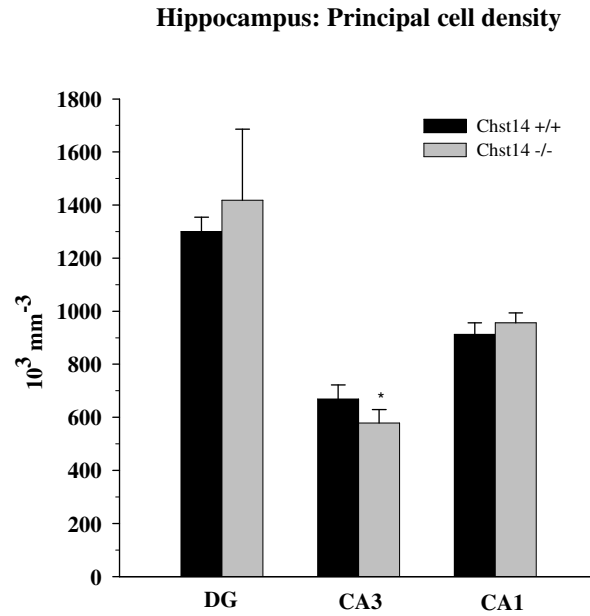 Hippocampus: Principal cell density
1800
1600
1400
1200
1000
800
600
400
200
0
10³ mm⁻³
Chst14 +/+
Chst14 -/-
*
DG
CA3
CA1